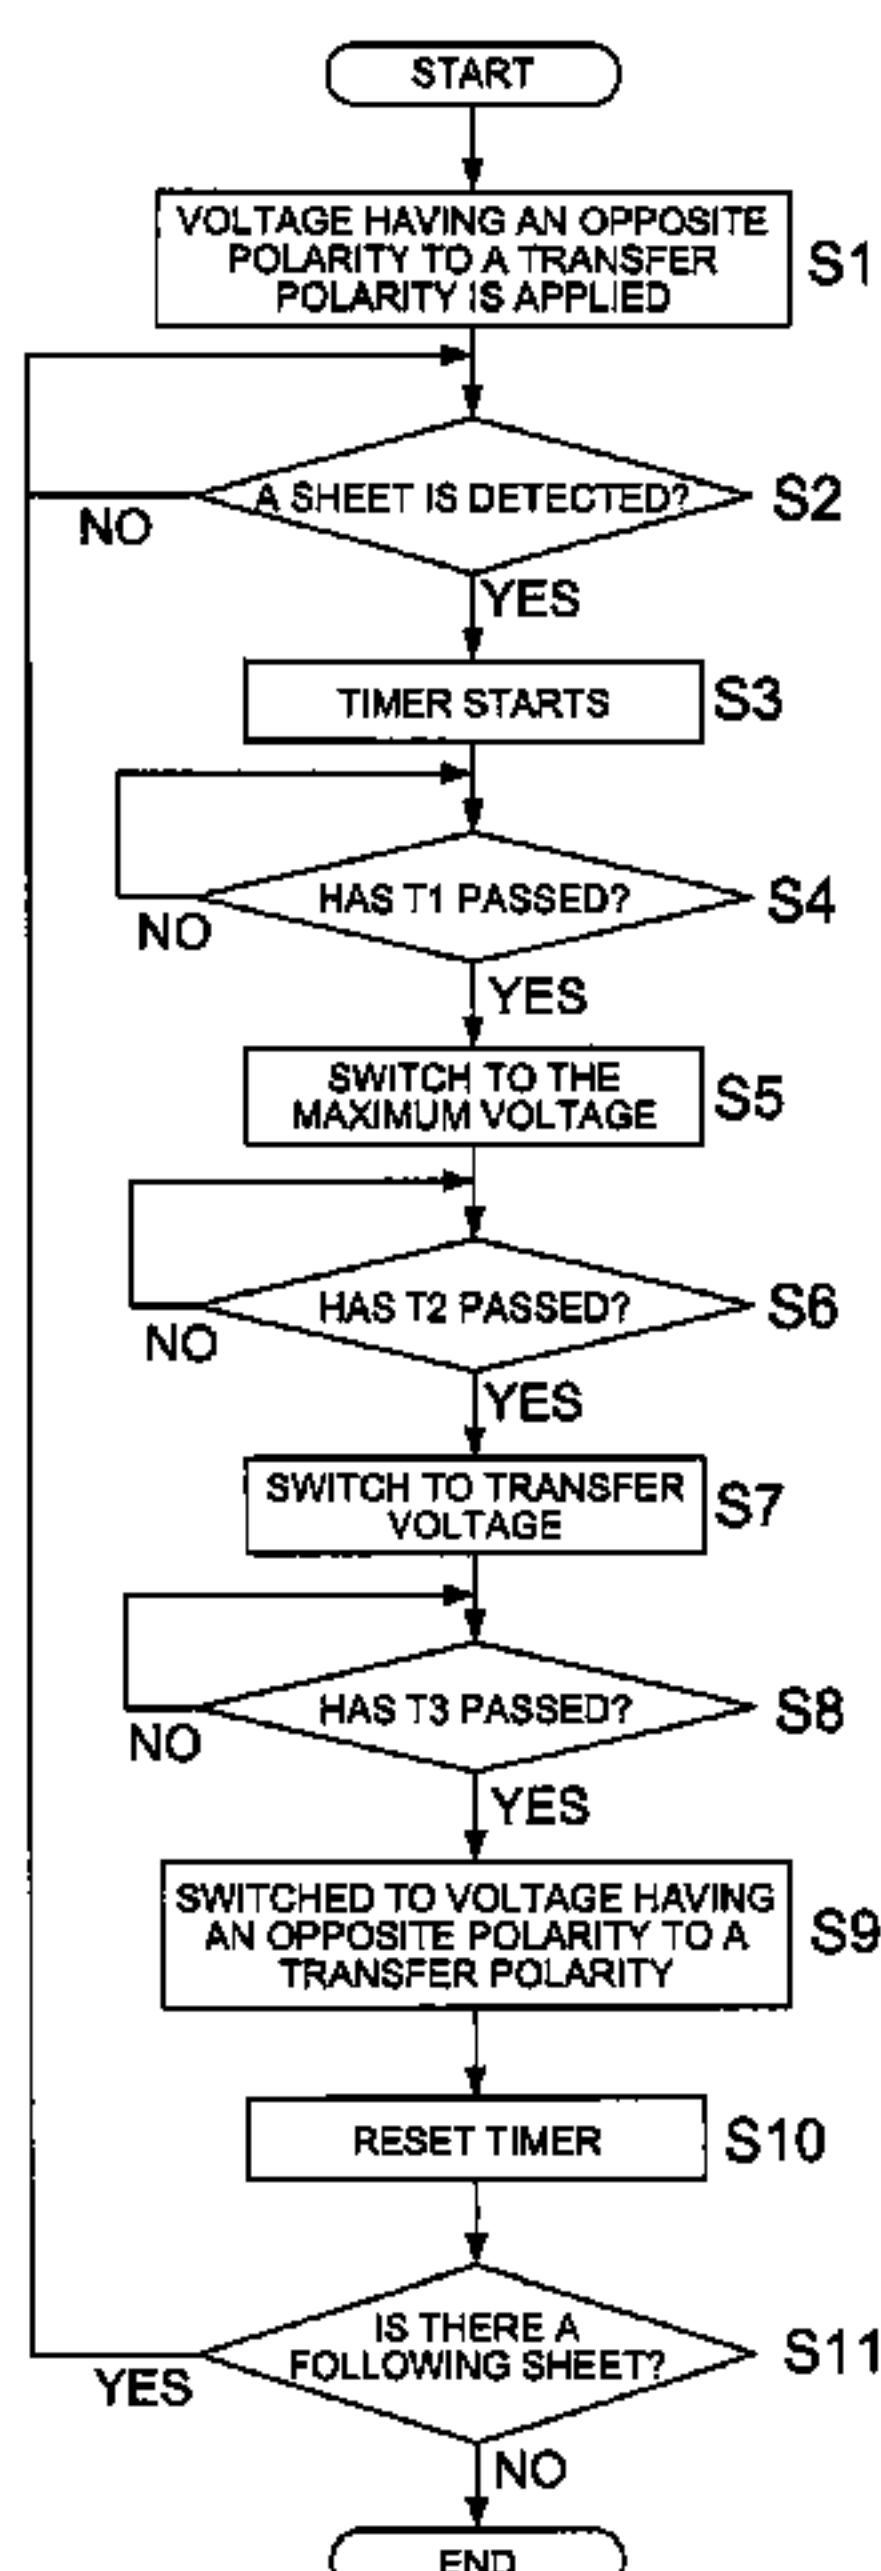 START
VOLTAGE HAVING AN OPPOSITE
POLARITY TO A TRANSFER
POLARITY IS APPLIED
S1
A SHEET IS DETECTED?
S2
NO
YES
TIMER STARTS
S3
HAS T1 PASSED?
S4
NO
YES
SWITCH TO THE
MAXIMUM VOLTAGE
S5
HAS T2 PASSED?
S6
NO
YES
SWITCH TO TRANSFER
VOLTAGE
S7
HAS T3 PASSED?
S8
NO
YES
SWITCHED TO VOLTAGE HAVING
AN OPPOSITE POLARITY TO A
TRANSFER POLARITY
S9
RESET TIMER
S10
IS THERE A
FOLLOWING SHEET?
S11
YES
NO
END